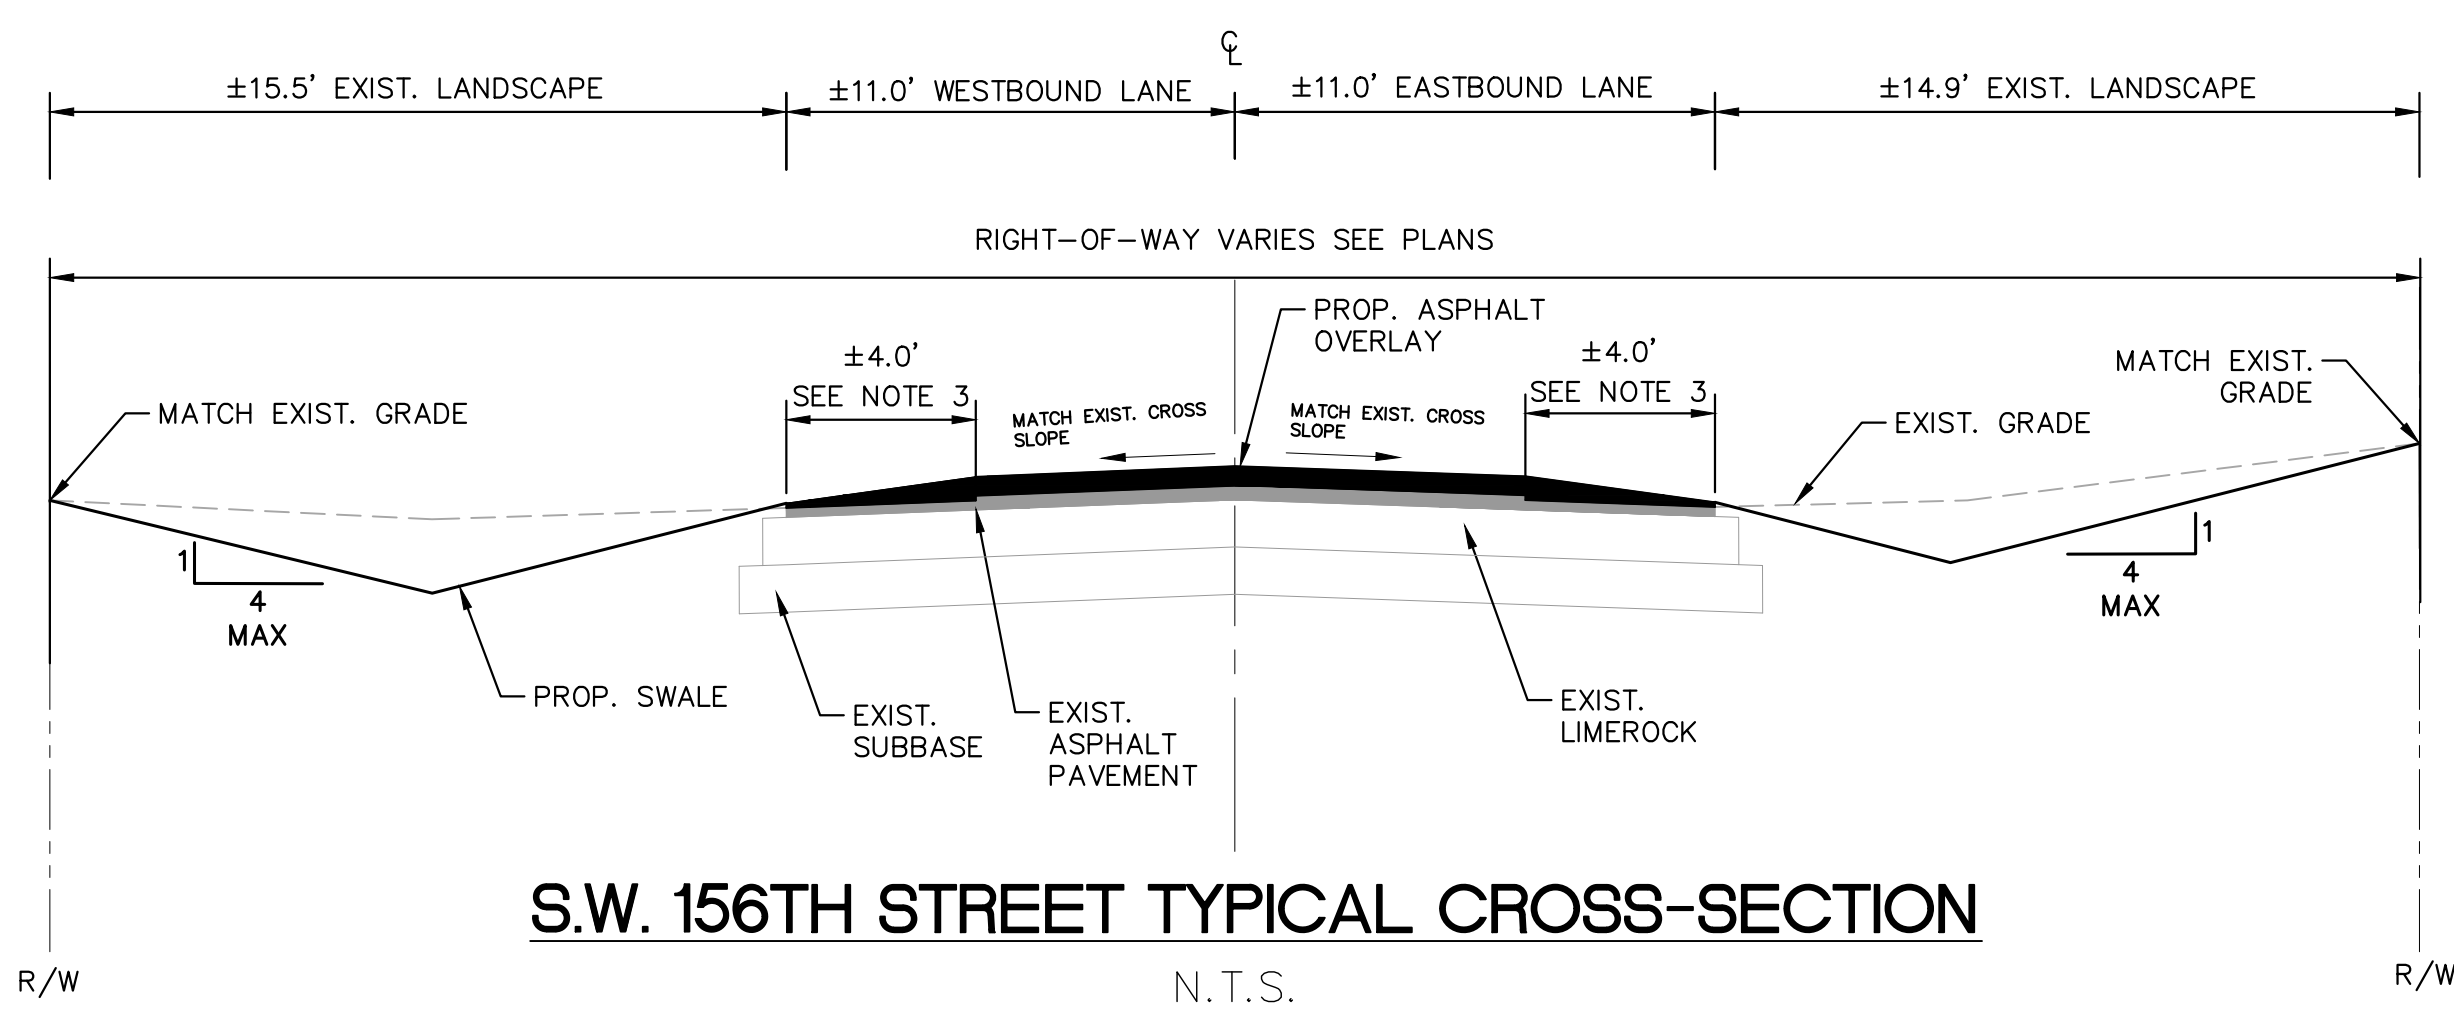 ℄
±15.5' EXIST. LANDSCAPE
±11.0' WESTBOUND LANE
±11.0' EASTBOUND LANE
±14.9' EXIST. LANDSCAPE
RIGHT-OF-WAY VARIES SEE PLANS
PROP. ASPHALT
OVERLAY
±4.0'
SEE NOTE 3
±4.0'
SEE NOTE 3
MATCH EXIST. GRADE
MATCH EXIST. CROSS
SLOPE
MATCH EXIST. CROSS
SLOPE
EXIST. GRADE
MATCH EXIST.
GRADE
1
4
MAX
1
4
MAX
PROP. SWALE
EXIST.
SUBBASE
EXIST.
ASPHALT
PAVEMENT
EXIST.
LIMEROCK
S.W. 156TH STREET TYPICAL CROSS-SECTION
N.T.S.
R/W
R/W